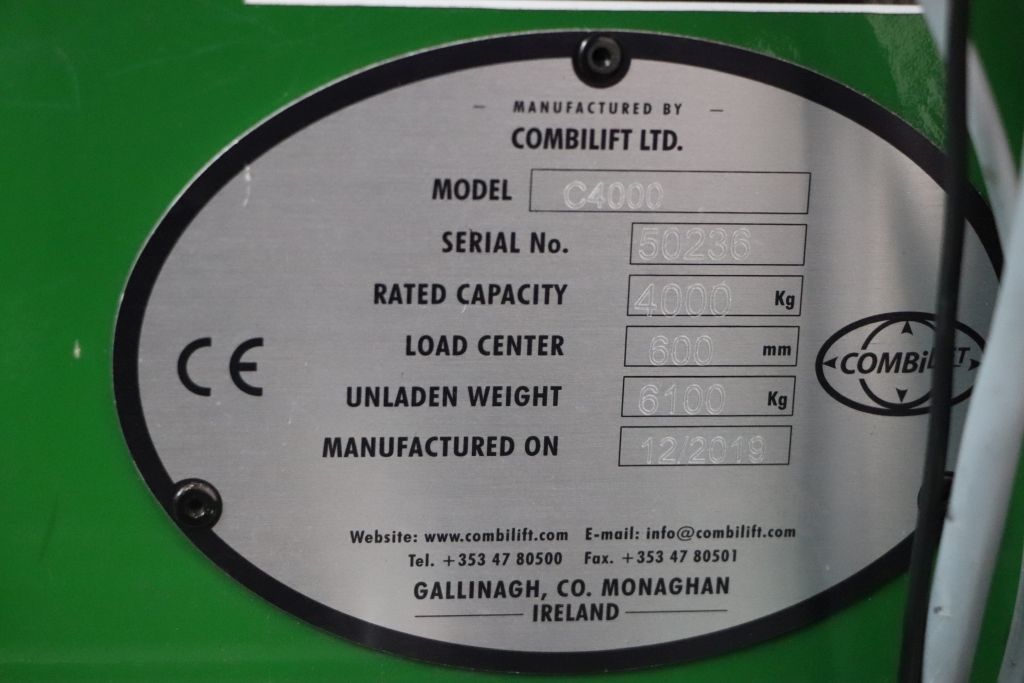 MANUFACTURED BY
COMBILIFT LTD.
MODEL C4000
SERIAL No. 50236
RATED CAPACITY 4000 Kg
LOAD CENTER 600 mm
UNLADEN WEIGHT 6100 Kg
MANUFACTURED ON 12/2019
CE
COMBiLIFT
Website: www.combilift.com E-mail: info@combilift.com
Tel. +353 47 80500 Fax. +353 47 80501
GALLINAGH, CO. MONAGHAN
IRELAND